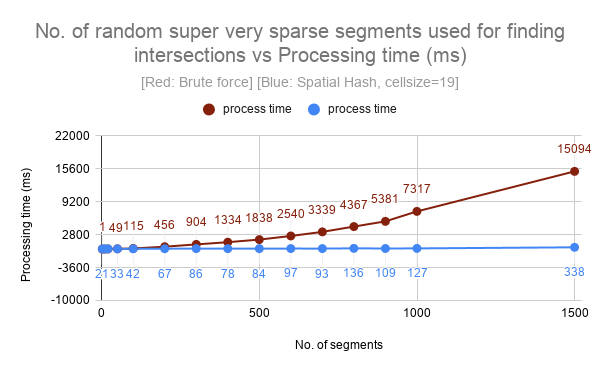 No. of random super very sparse segments used for finding
intersections vs Processing time (ms)
[Red: Brute force] [Blue: Spatial Hash, cellsize=19]
process time process time
22000
15600
9200
2800
-3600
-10000
Processing time (ms)
1 49 115 456 904 1334 1838 2540 3339 4367 5381 7317 15094
21 33 42 67 86 78 84 97 93 136 109 127 338
0 500 1000 1500
No. of segments